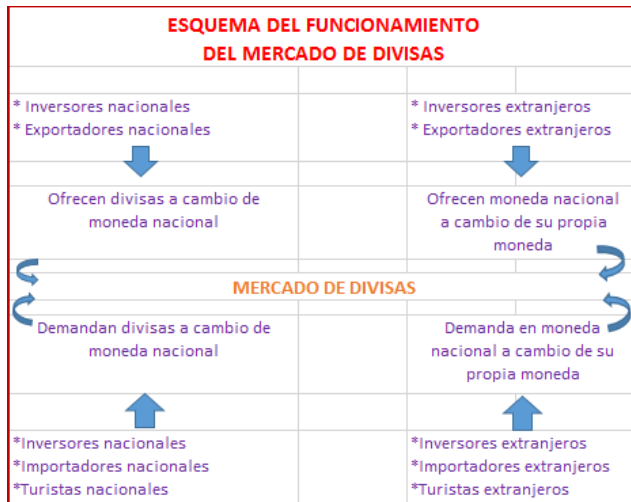 ESQUEMA DEL FUNCIONAMIENTO
DEL MERCADO DE DIVISAS
* Inversores nacionales
* Exportadores nacionales
* Inversores extranjeros
* Exportadores extranjeros
Ofrecen divisas a cambio de
moneda nacional
Ofrecen moneda nacional
a cambio de su propia
moneda
MERCADO DE DIVISAS
Demandan divisas a cambio de
moneda nacional
Demanda en moneda
nacional a cambio de su
propia moneda
*Inversores nacionales
*Importadores nacionales
*Turistas nacionales
*Inversores extranjeros
*Importadores extranjeros
*Turistas extranjeros